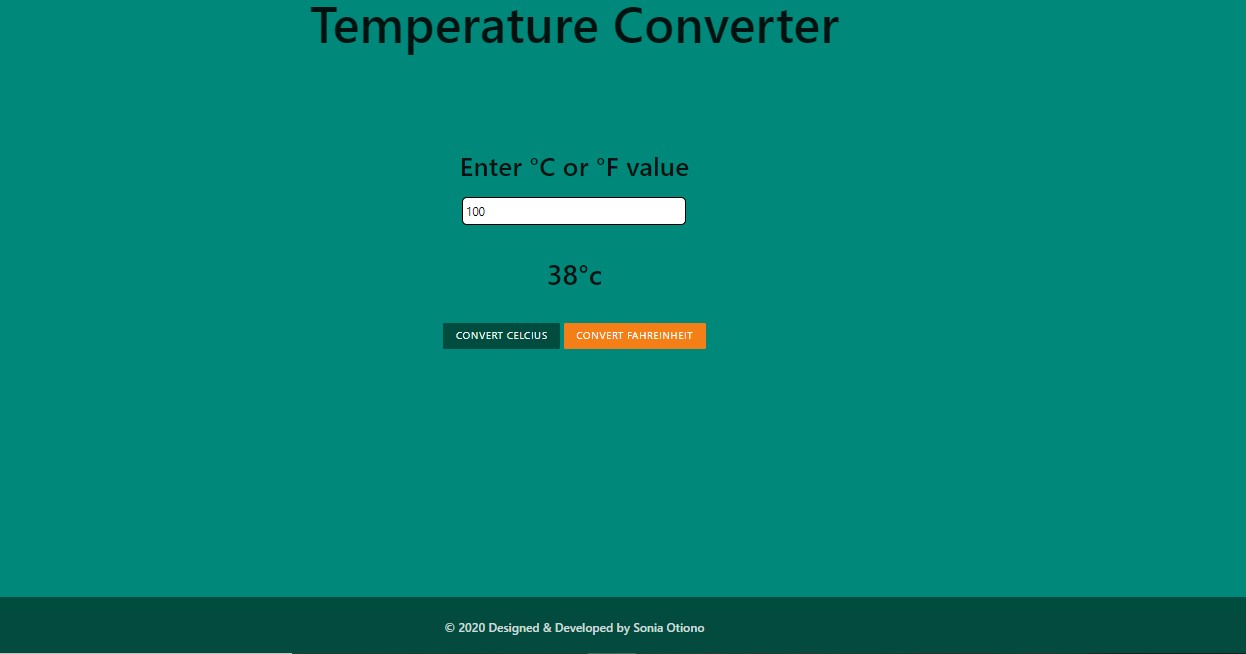 Temperature Converter
Enter °C or °F value
100
38°c
CONVERT CELCIUS CONVERT FAHREINHEIT
© 2020 Designed & Developed by Sonia Otiono